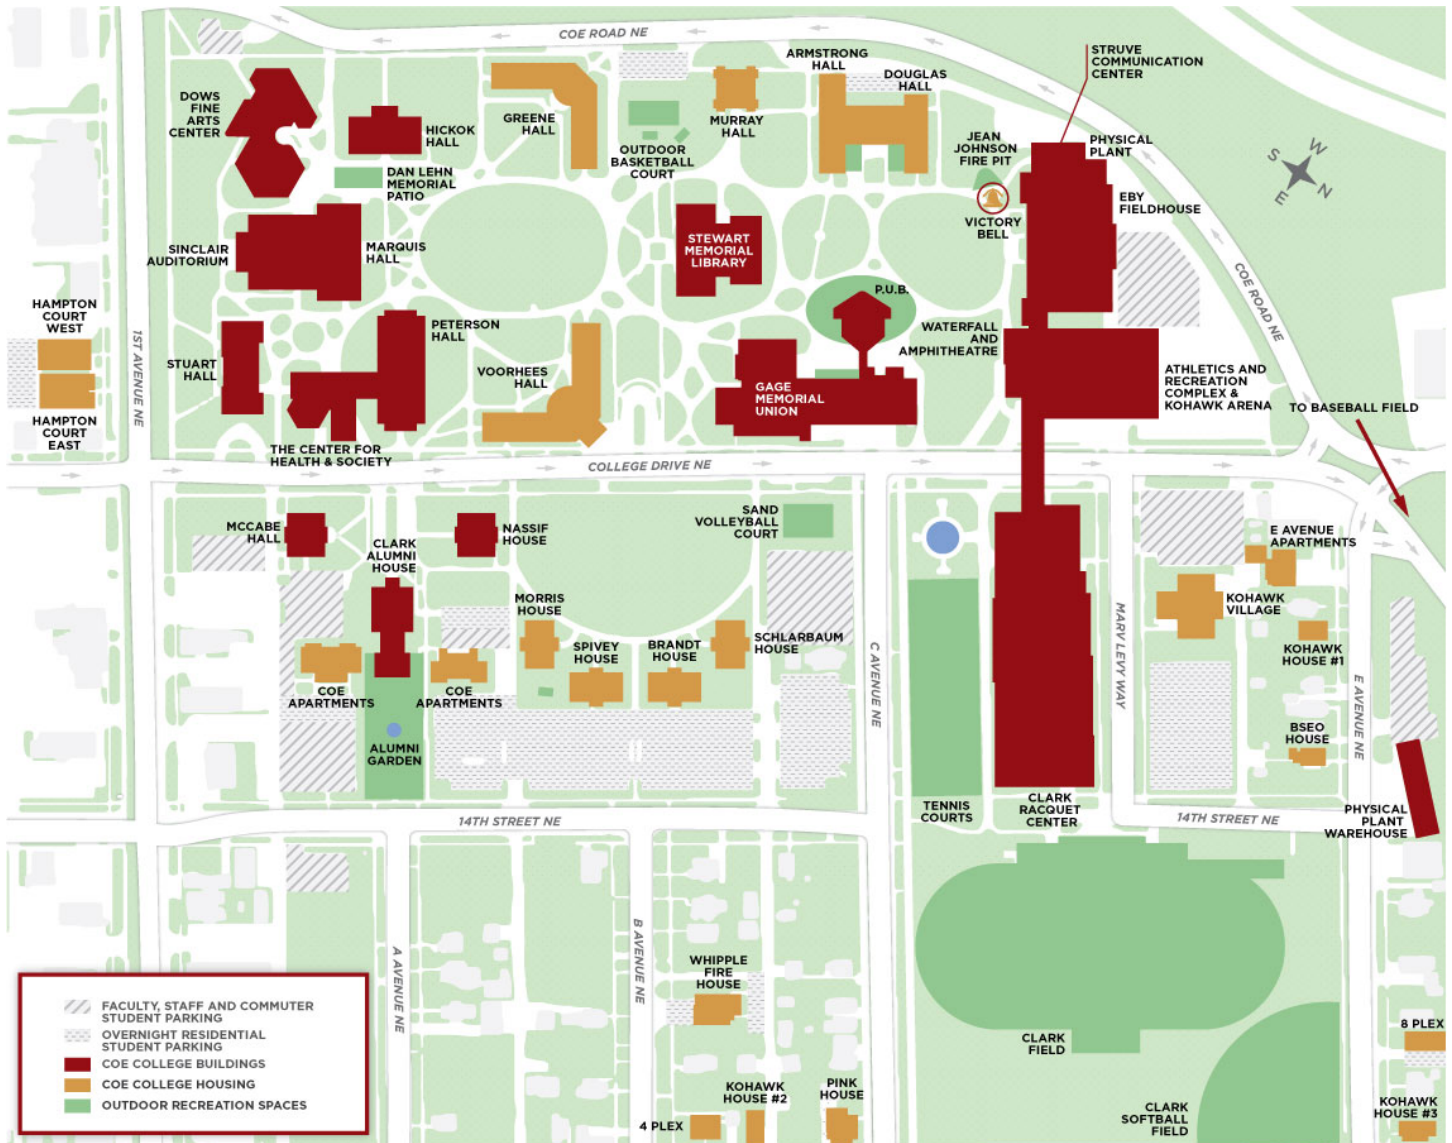 COE ROAD NE
STRUVE
COMMUNICATION
CENTER
ARMSTRONG
HALL
DOUGLAS
HALL
DOWS
FINE
ARTS
CENTER
HICKOK
HALL
GREENE
HALL
MURRAY
HALL
OUTDOOR
BASKETBALL
COURT
JEAN
JOHNSON
FIRE PIT
PHYSICAL
PLANT
S
W
E
N
DAN LEHN
MEMORIAL
PATIO
EBY
FIELDHOUSE
VICTORY
BELL
SINCLAIR
AUDITORIUM
MARQUIS
HALL
STEWART
MEMORIAL
LIBRARY
COE ROAD NE
P.U.B.
HAMPTON
COURT
WEST
1ST AVENUE NE
PETERSON
HALL
WATERFALL
AND
AMPHITHEATRE
STUART
HALL
VOORHEES
HALL
GAGE
MEMORIAL
UNION
ATHLETICS AND
RECREATION
COMPLEX &
KOHAWK ARENA
TO BASEBALL FIELD
HAMPTON
COURT
EAST
THE CENTER FOR
HEALTH & SOCIETY
COLLEGE DRIVE NE
MCCABE
HALL
CLARK
ALUMNI
HOUSE
NASSIF
HOUSE
SAND
VOLLEYBALL
COURT
E AVENUE
APARTMENTS
MORRIS
HOUSE
KOHAWK
VILLAGE
SPIVEY
HOUSE
BRANDT
HOUSE
SCHLARBAUM
HOUSE
KOHAWK
HOUSE #1
C AVENUE NE
MARV LEVY WAY
E AVENUE NE
COE
APARTMENTS
COE
APARTMENTS
BSEO
HOUSE
ALUMNI
GARDEN
TENNIS
COURTS
CLARK
RACQUET
CENTER
PHYSICAL
PLANT
WAREHOUSE
14TH STREET NE
14TH STREET NE
A AVENUE NE
B AVENUE NE
WHIPPLE
FIRE
HOUSE
CLARK
FIELD
8 PLEX
4 PLEX
KOHAWK
HOUSE #2
PINK
HOUSE
CLARK
SOFTBALL
FIELD
KOHAWK
HOUSE #3
FACULTY, STAFF AND COMMUTER
STUDENT PARKING
OVERNIGHT RESIDENTIAL
STUDENT PARKING
COE COLLEGE BUILDINGS
COE COLLEGE HOUSING
OUTDOOR RECREATION SPACES